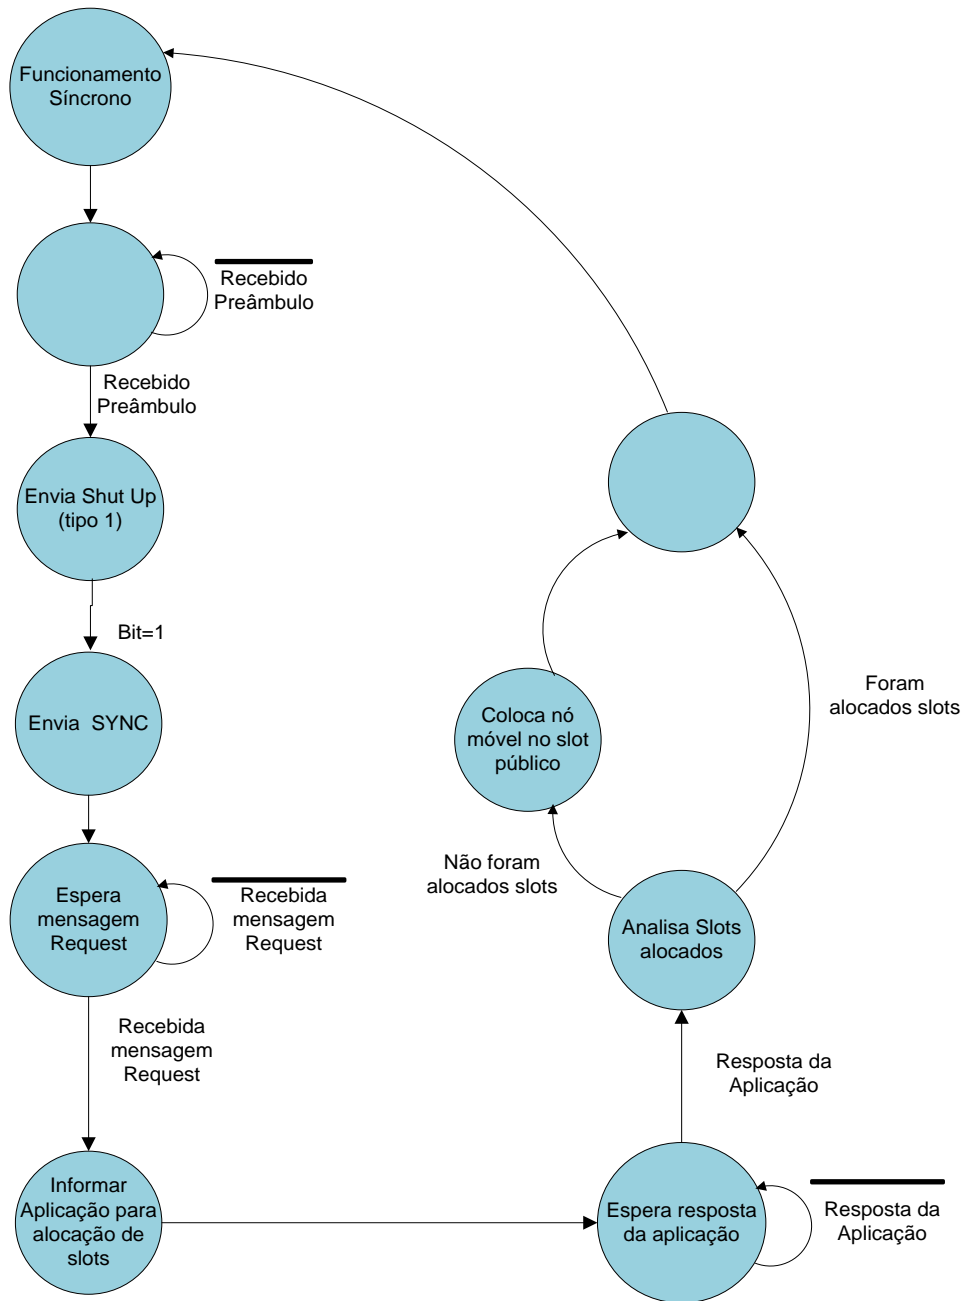 Funcionamento
Síncrono
Recebido
Preâmbulo
Recebido
Preâmbulo
Envia Shut Up
(tipo 1)
Bit=1
Envia SYNC
Espera
mensagem
Request
Recebida
mensagem
Request
Recebida
mensagem
Request
Informar
Aplicação para
alocação de
slots
Espera resposta
da aplicação
Resposta da
Aplicação
Resposta da
Aplicação
Analisa Slots
alocados
Não foram
alocados slots
Coloca nó
móvel no slot
público
Foram
alocados slots